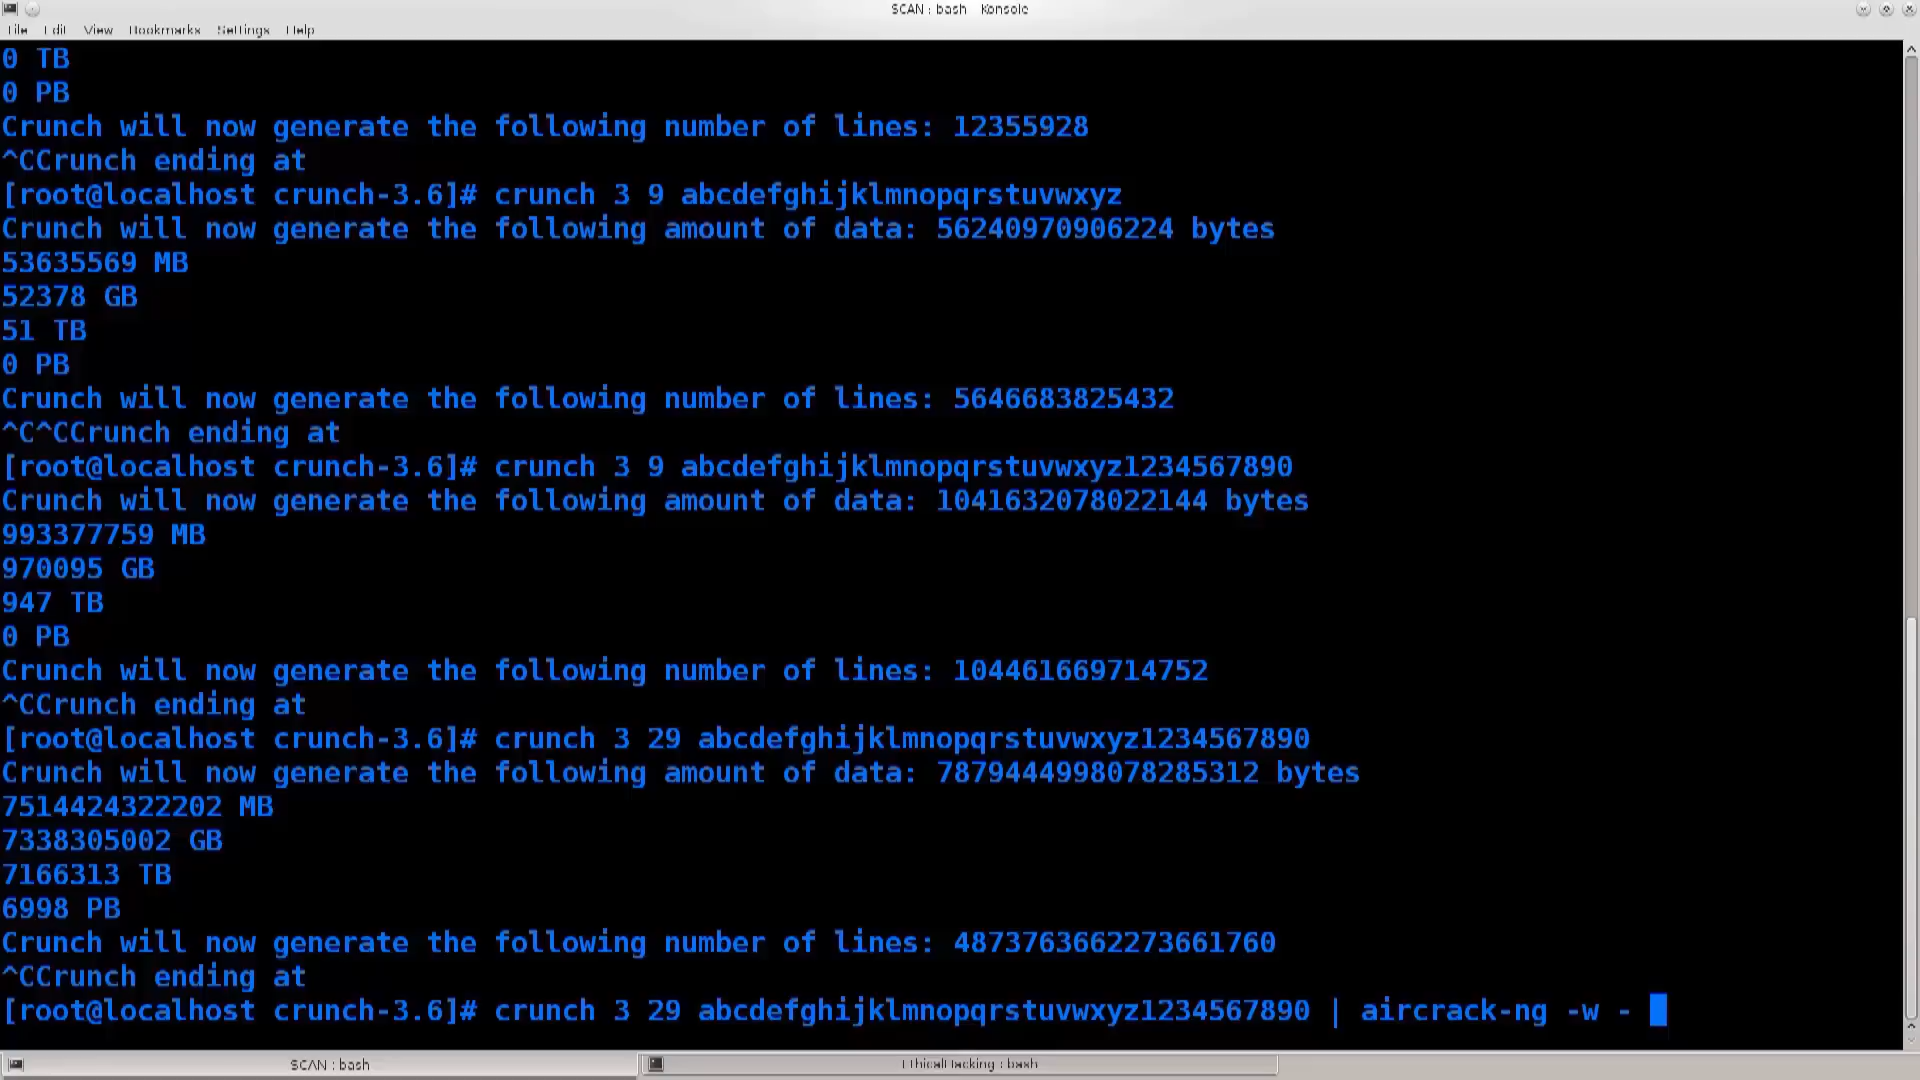 SCAN : bash – Konsole
File Edit View Bookmarks Settings Help
0 TB
0 PB
Crunch will now generate the following number of lines: 12355928
^CCrunch ending at
[root@localhost crunch-3.6]# crunch 3 9 abcdefghijklmnopqrstuvwxyz
Crunch will now generate the following amount of data: 56240970906224 bytes
53635569 MB
52378 GB
51 TB
0 PB
Crunch will now generate the following number of lines: 5646683825432
^C^CCrunch ending at
[root@localhost crunch-3.6]# crunch 3 9 abcdefghijklmnopqrstuvwxyz1234567890
Crunch will now generate the following amount of data: 1041632078022144 bytes
993377759 MB
970095 GB
947 TB
0 PB
Crunch will now generate the following number of lines: 104461669714752
^CCrunch ending at
[root@localhost crunch-3.6]# crunch 3 29 abcdefghijklmnopqrstuvwxyz1234567890
Crunch will now generate the following amount of data: 7879444998078285312 bytes
7514424322202 MB
7338305002 GB
7166313 TB
6998 PB
Crunch will now generate the following number of lines: 4873763662273661760
^CCrunch ending at
[root@localhost crunch-3.6]# crunch 3 29 abcdefghijklmnopqrstuvwxyz1234567890 | aircrack-ng -w -
SCAN : bash
EthicalHacking : bash